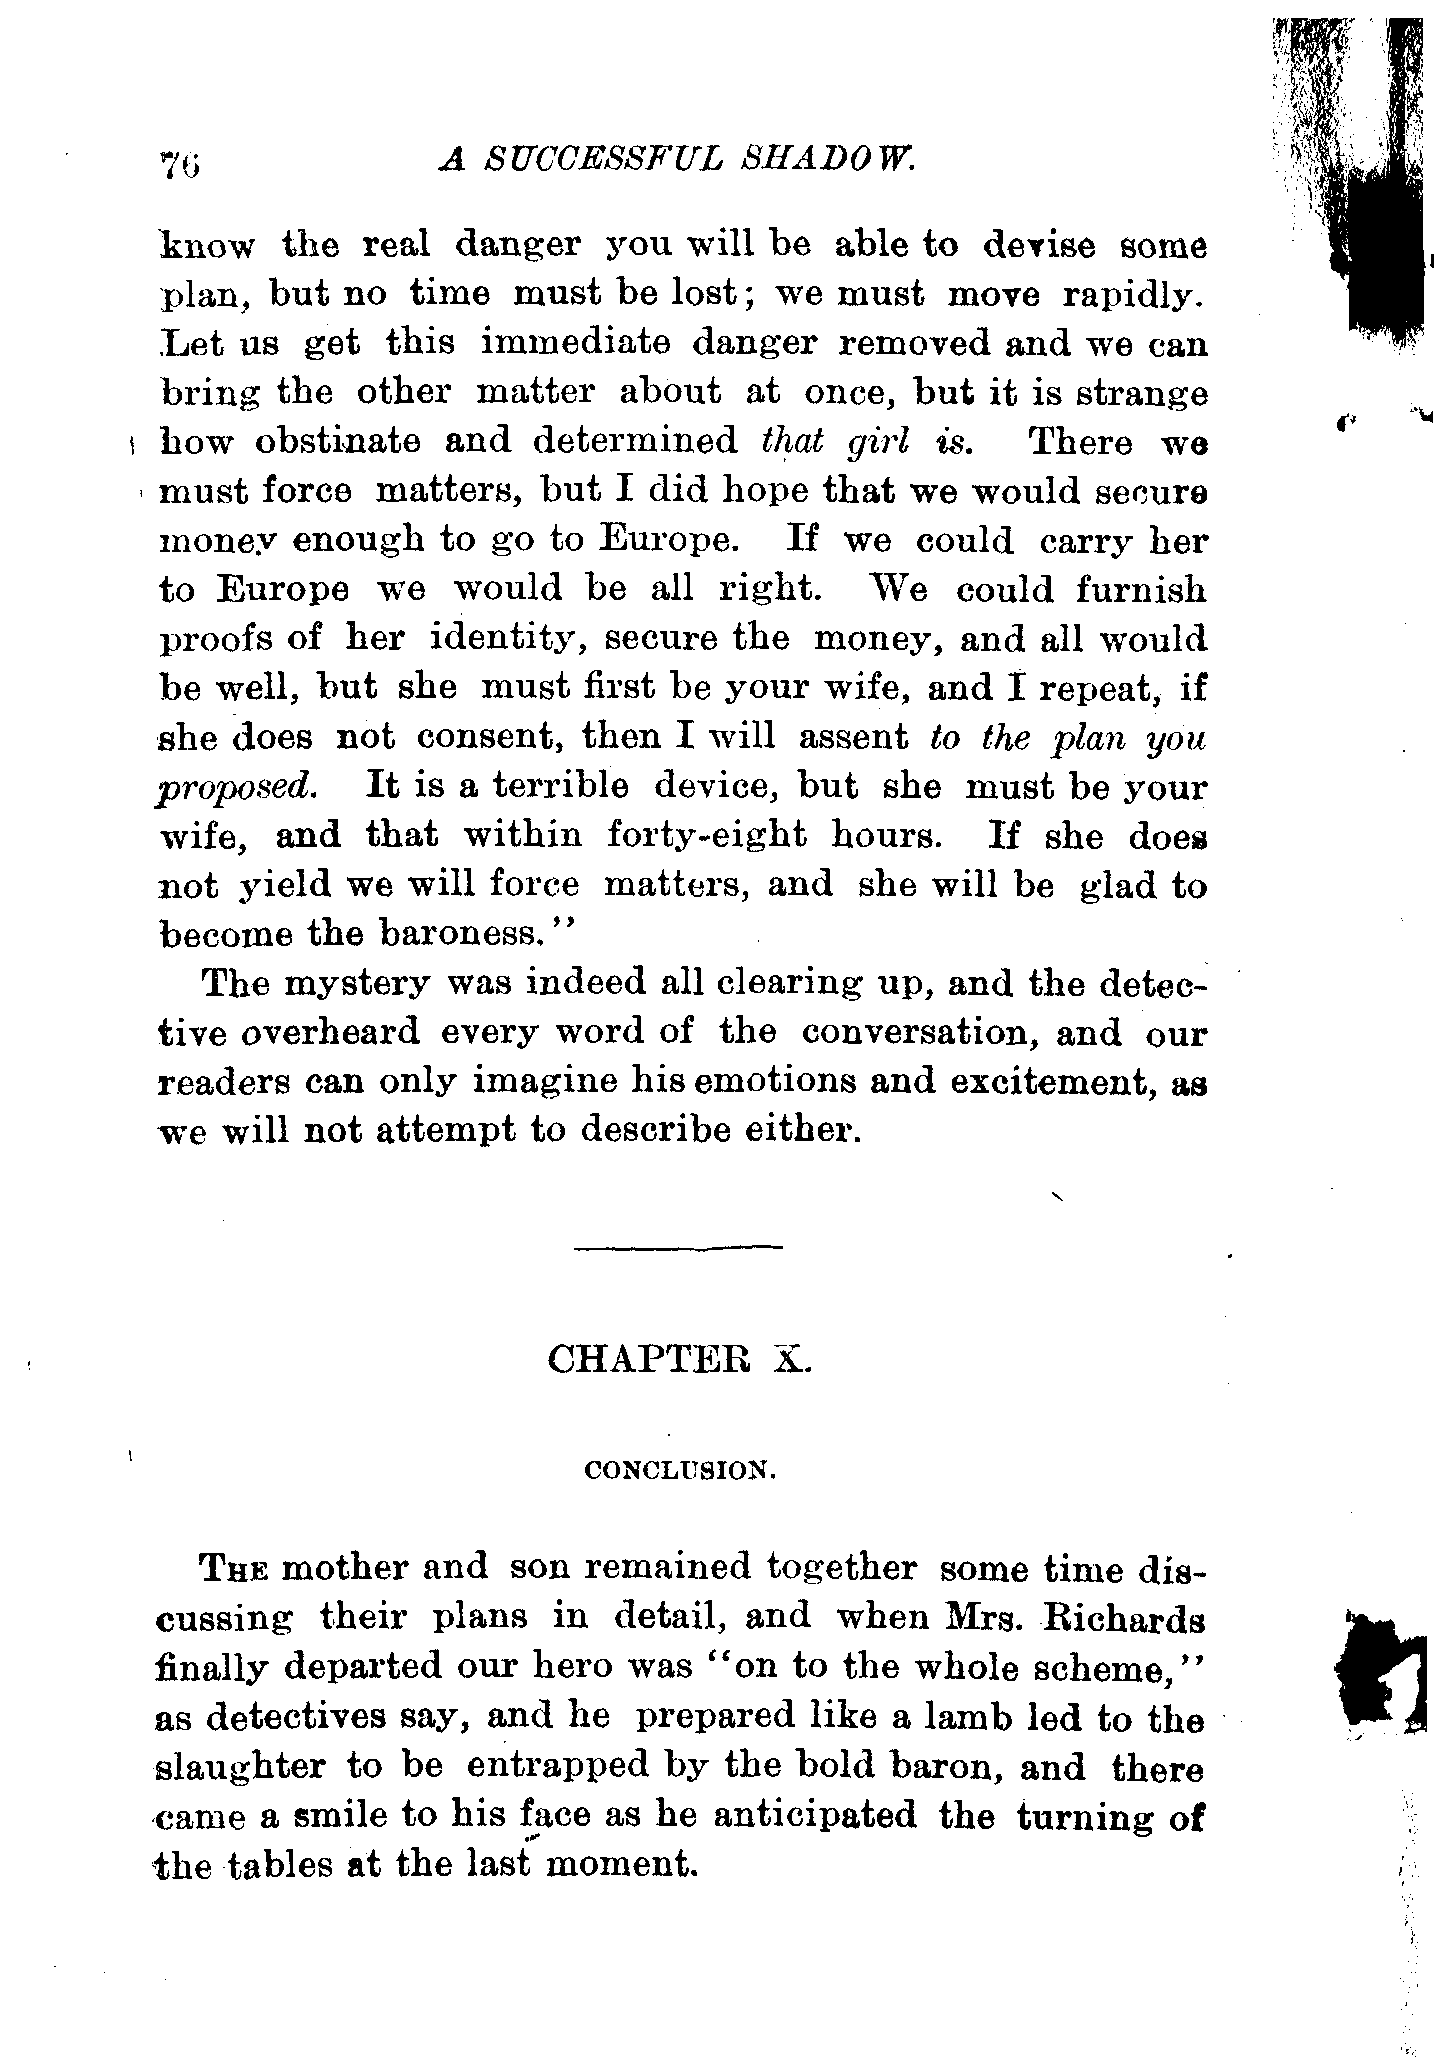 76 A SUCCESSFUL SHADOW.
know the real danger you will be able to devise some
plan, but no time must be lost; we must move rapidly.
Let us get this immediate danger removed and we can
bring the other matter about at once, but it is strange
how obstinate and determined that girl is. There we
must force matters, but I did hope that we would secure
money enough to go to Europe. If we could carry her
to Europe we would be all right. We could furnish
proofs of her identity, secure the money, and all would
be well, but she must first be your wife, and I repeat, if
she does not consent, then I will assent to the plan you
proposed. It is a terrible device, but she must be your
wife, and that within forty-eight hours. If she does
not yield we will force matters, and she will be glad to
become the baroness."
The mystery was indeed all clearing up, and the detec-
tive overheard every word of the conversation, and our
readers can only imagine his emotions and excitement, as
we will not attempt to describe either.
CHAPTER X.
CONCLUSION.
THE mother and son remained together some time dis-
cussing their plans in detail, and when Mrs. Richards
finally departed our hero was "on to the whole scheme,"
as detectives say, and he prepared like a lamb led to the
slaughter to be entrapped by the bold baron, and there
came a smile to his face as he anticipated the turning of
the tables at the last moment.